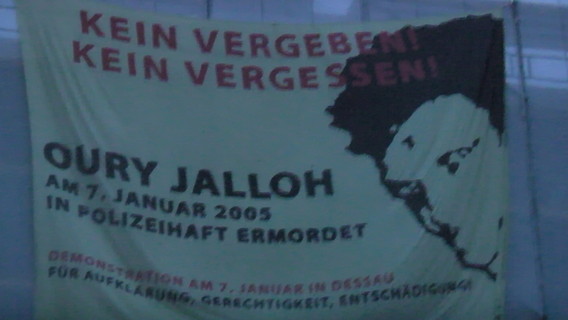 KEIN VERGEBEN!
KEIN VERGESSEN!
OURY JALLOH
AM 7. JANUAR 2005
IN POLIZEIHAFT ERMORDET
DEMONSTRATION AM 7. JANUAR IN DESSAU
FÜR AUFKLÄRUNG, GERECHTIGKEIT, ENTSCHÄDIGUNG!